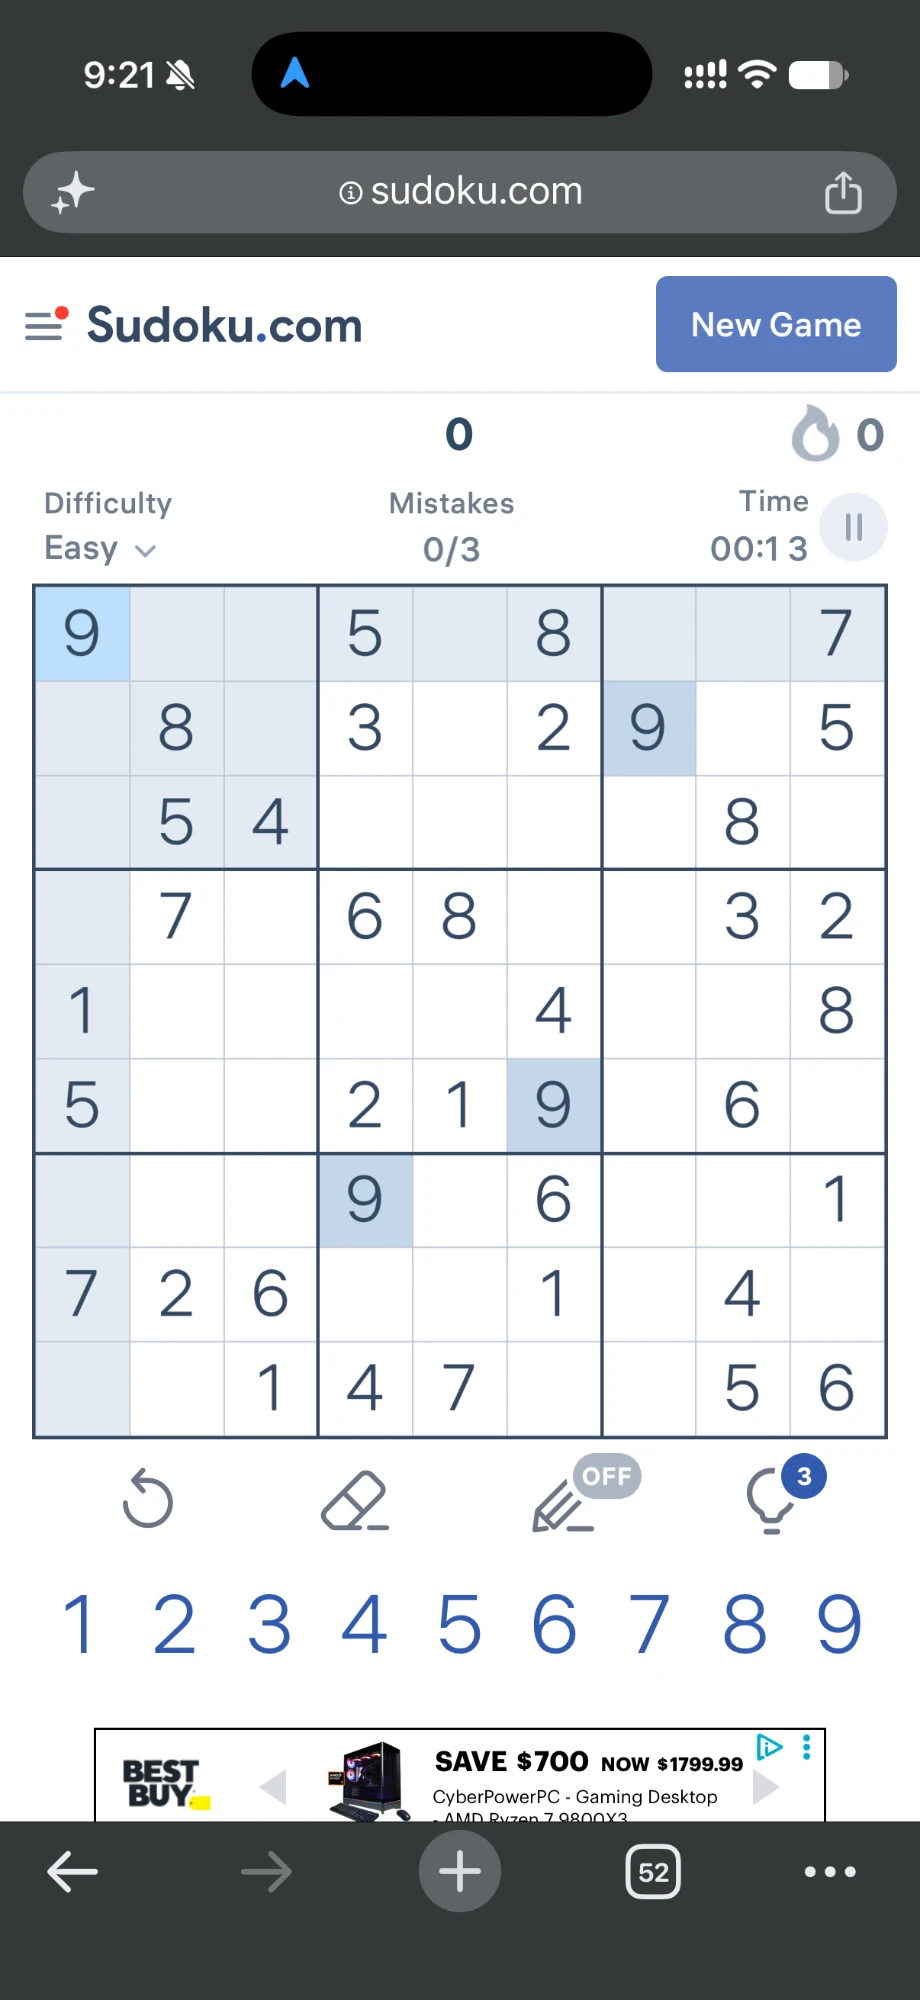 9:21
sudoku.com
Sudoku.com
New Game
0
0
Difficulty
Mistakes
Time
Easy
0/3
00:13
9 5 8 7
8 3 2 9 5
5 4 8
7 6 8 3 2
1 4 8
5 2 1 9 6
9 6 1
7 2 6 1 4
1 4 7 5 6
OFF
3
1 2 3 4 5 6 7 8 9
BEST BUY
SAVE $700 NOW $1799.99
CyberPowerPC - Gaming Desktop
- AMD Ryzen 7 9800X3
52